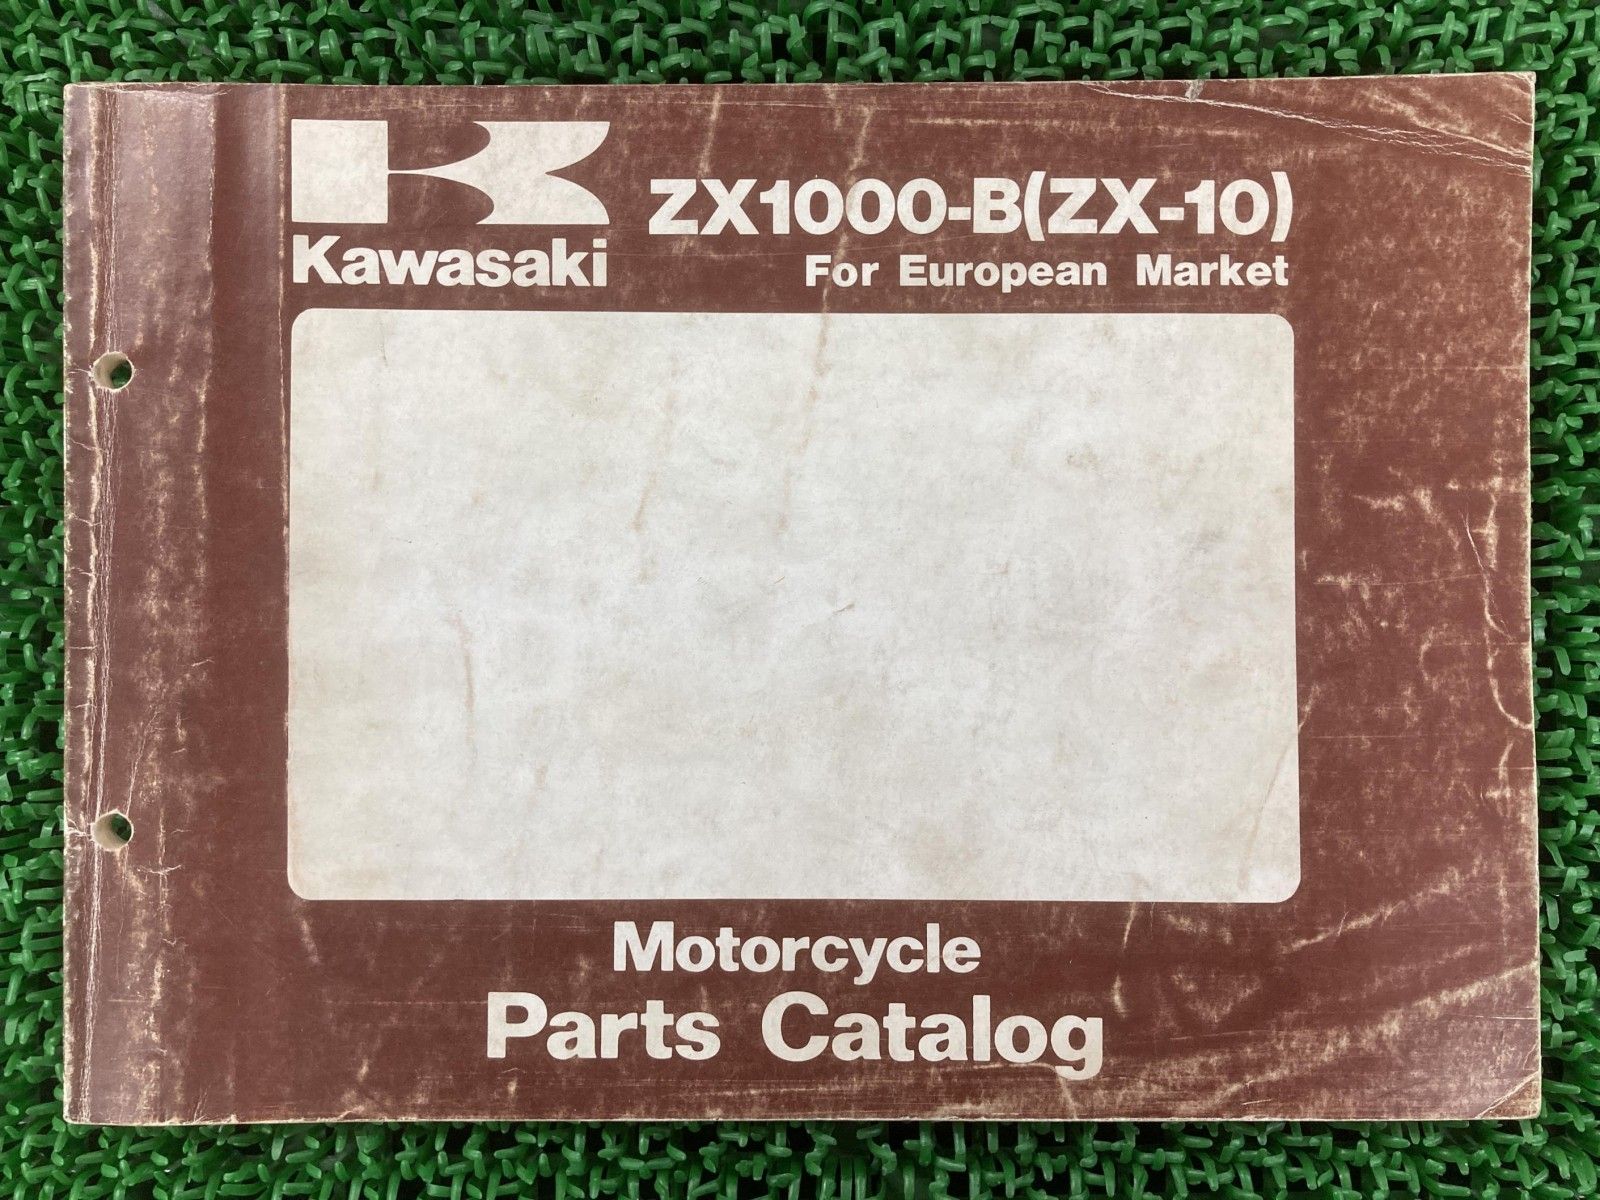 Kawasaki
ZX1000-B(ZX-10)
For European Market
Motorcycle
Parts Catalog